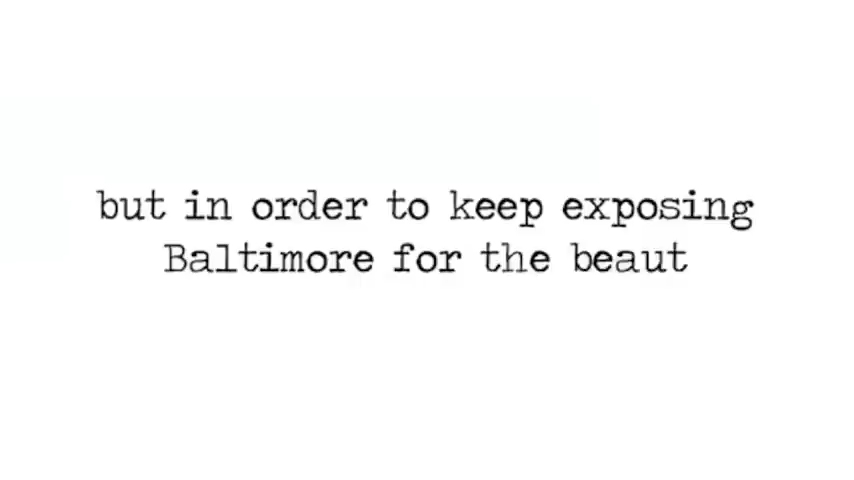 but in order to keep exposing
Baltimore for the beaut